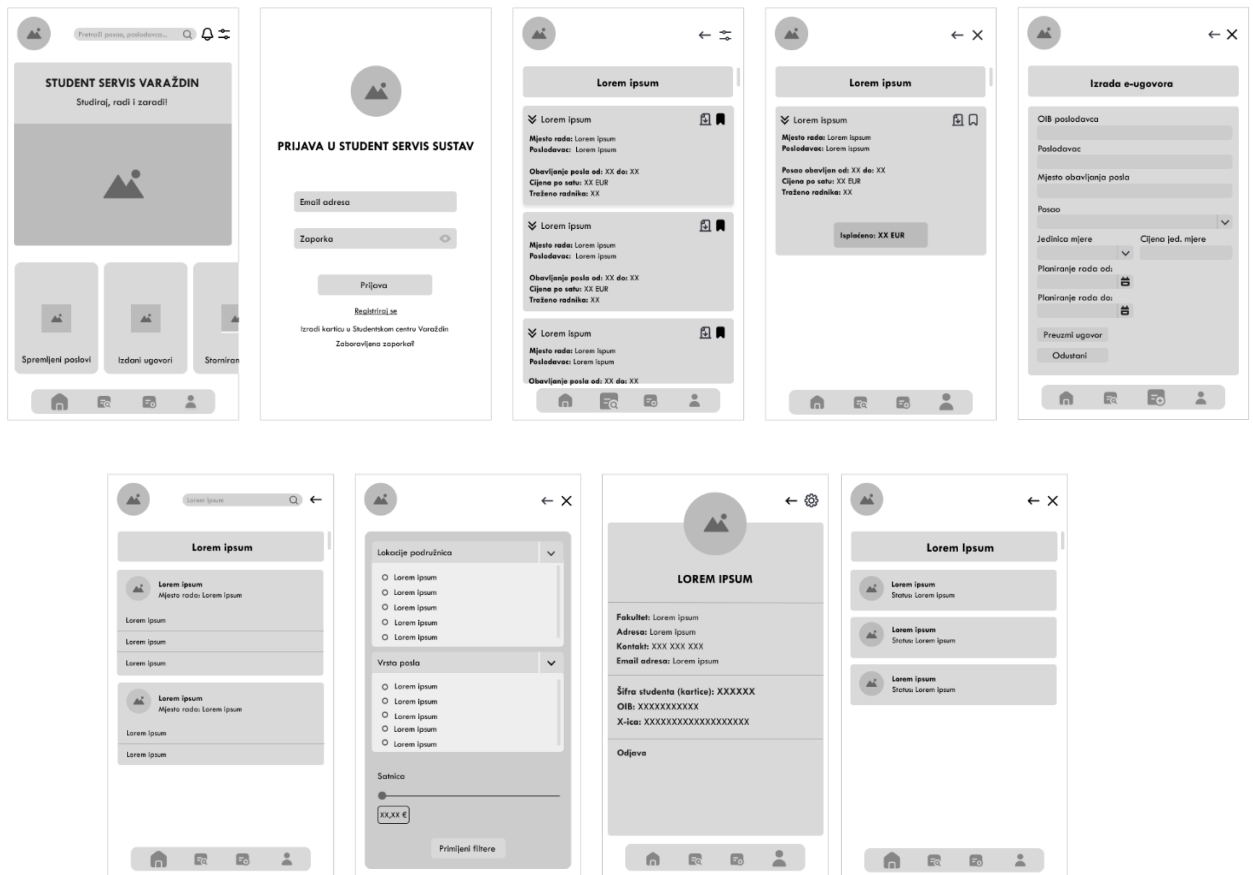 Pretraži posao, poslodavca...
STUDENT SERVIS VARAŽDIN
Studiraj, radi i zaradi!
Spremljeni poslovi
Izdani ugovori
Storniran
PRIJAVA U STUDENT SERVIS SUSTAV
Email adresa
Zaporka
Prijava
Registriraj se
Izradi karticu u Studentskom centru Varaždin
Zaboravljena zaporka?
Lorem ipsum
Lorem ipsum
Mjesto rada: Lorem ipsum
Poslodavac: Lorem ipsum
Obavljanje posla od: XX do: XX
Cijena po satu: XX EUR
Traženo radnika: XX
Lorem ipsum
Mjesto rada: Lorem ipsum
Poslodavac: Lorem ipsum
Obavljanje posla od: XX do: XX
Cijena po satu: XX EUR
Traženo radnika: XX
Lorem ispum
Mjesto rada: Lorem ispum
Poslodavac: Lorem ispum
Obavljanje posla od: XX do: XX
Lorem ipsum
Lorem ispsum
Mjesto rada: Lorem ispsum
Poslodavac: Lorem ispsum
Posao obavljen od: XX do: XX
Cijena po satu: XX EUR
Traženo radnika: XX
Isplaćeno: XX EUR
Izrada e-ugovora
OIB poslodavca
Poslodavac
Mjesto obavljanja posla
Posao
Jedinica mjere Cijena jed. mjere
Planiranje rada od:
Planiranje rada do:
Preuzmi ugovor
Odustani
Lorem Ipsum
Lorem ipsum
Lorem ipsum
Mjesto rada: Lorem ipsum
Lorem ipsum
Lorem ipsum
Lorem ipsum
Lorem ipsum
Mjesto rada: Lorem ipsum
Lorem ipsum
Lorem ipsum
Lokacije podružnica
Lorem ipsum
Lorem ipsum
Lorem ipsum
Lorem ipsum
Lorem ipsum
Vrsta posla
Lorem ipsum
Lorem ipsum
Lorem ipsum
Lorem ipsum
Lorem ipsum
Satnica
XX,XX €
Primijeni filtere
LOREM IPSUM
Fakultet: Lorem ipsum
Adresa: Lorem ipsum
Kontakt: XXX XXX XXX
Email adresa: Lorem ipsum
Šifra studenta (kartice): XXXXXX
OIB: XXXXXXXXXXX
X-ica: XXXXXXXXXXXXXXXXXXX
Odjava
Lorem Ipsum
Lorem ipsum
Status: Lorem ipsum
Lorem ipsum
Status: Lorem ipsum
Lorem ipsum
Status: Lorem ipsum